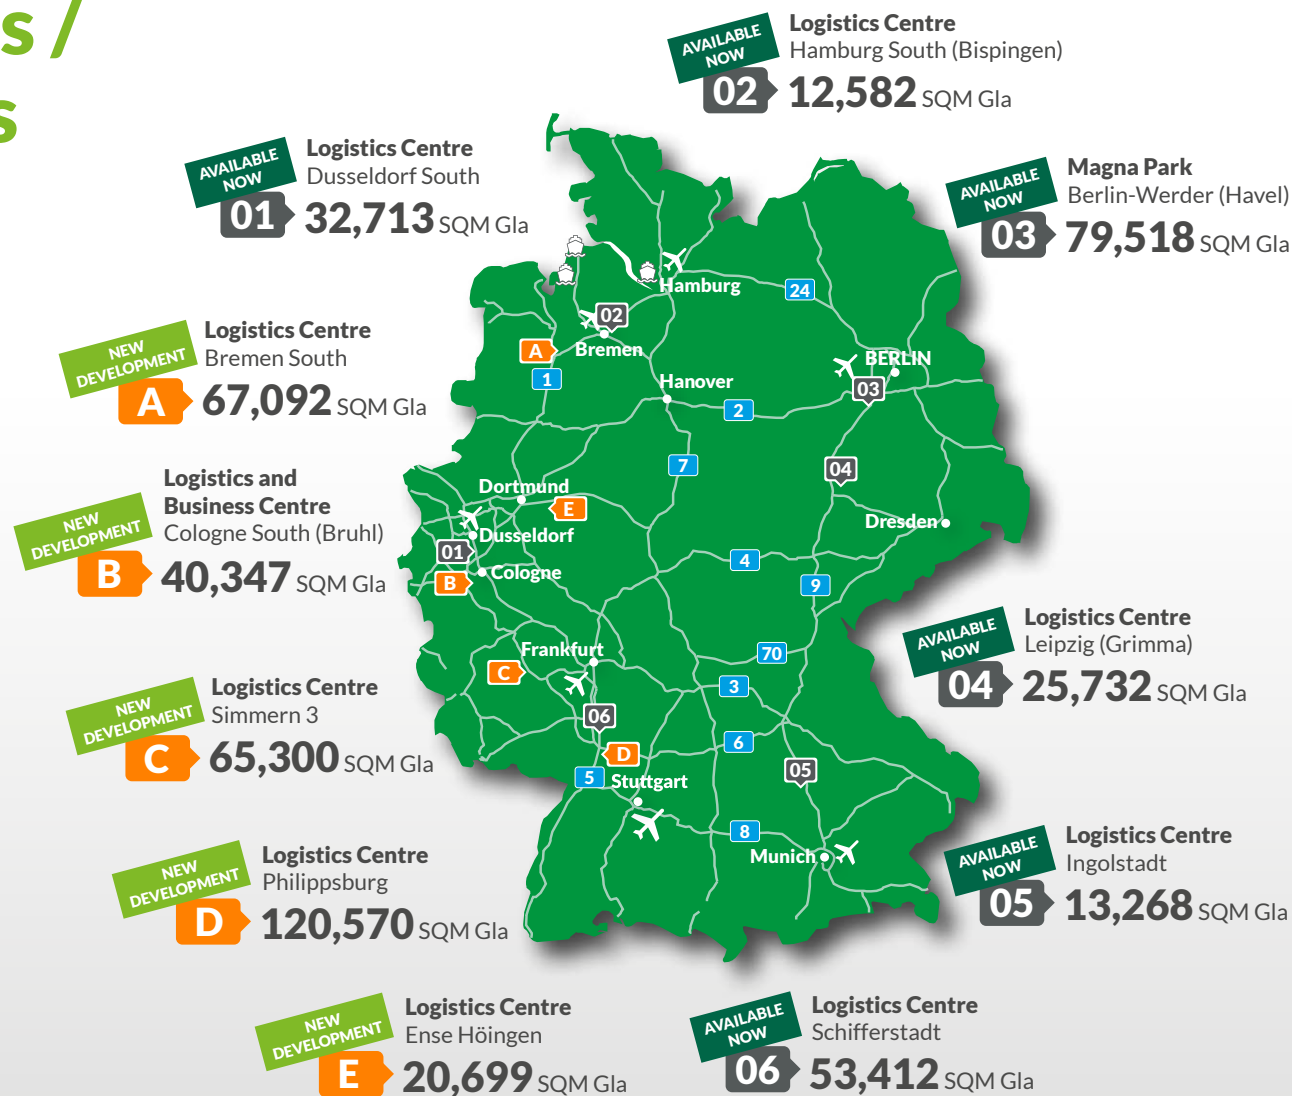 s /
s
AVAILABLE
NOW
02
Logistics Centre
Hamburg South (Bispingen)
12,582 SQM Gla
AVAILABLE
NOW
01
Logistics Centre
Dusseldorf South
32,713 SQM Gla
AVAILABLE
NOW
03
Magna Park
Berlin-Werder (Havel)
79,518 SQM Gla
NEW
DEVELOPMENT
A
Logistics Centre
Bremen South
67,092 SQM Gla
NEW
DEVELOPMENT
B
Logistics and
Business Centre
Cologne South (Bruhl)
40,347 SQM Gla
NEW
DEVELOPMENT
C
Logistics Centre
Simmern 3
65,300 SQM Gla
NEW
DEVELOPMENT
D
Logistics Centre
Philippsburg
120,570 SQM Gla
NEW
DEVELOPMENT
E
Logistics Centre
Ense Höingen
20,699 SQM Gla
AVAILABLE
NOW
04
Logistics Centre
Leipzig (Grimma)
25,732 SQM Gla
AVAILABLE
NOW
05
Logistics Centre
Ingolstadt
13,268 SQM Gla
AVAILABLE
NOW
06
Logistics Centre
Schifferstadt
53,412 SQM Gla
Hamburg
24
02
A
Bremen
BERLIN
1
Hanover
03
2
7
04
Dortmund
E
Dresden
Dusseldorf
01
4
Cologne
B
9
Frankfurt
70
C
3
06
6
D
05
5
Stuttgart
8
Munich